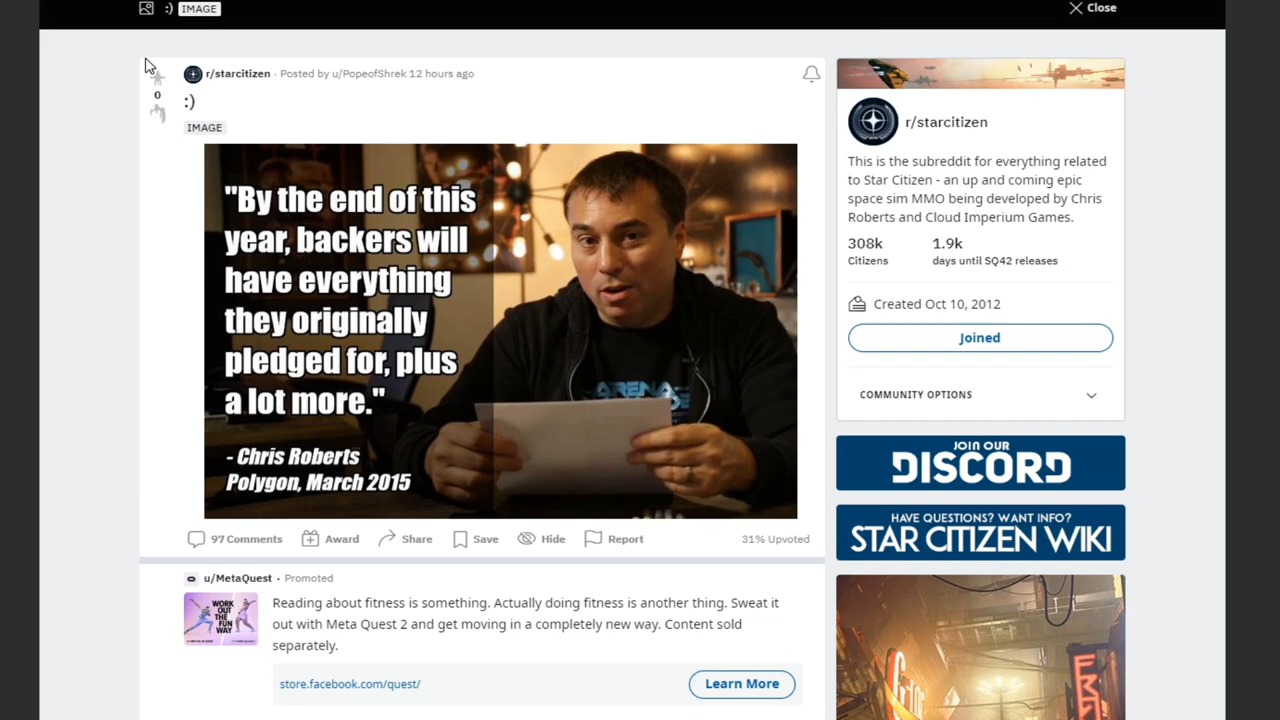 :) IMAGE
Close
r/starcitizen · Posted by u/PopeofShrek 12 hours ago
0
:)
IMAGE
"By the end of this
year, backers will
have everything
they originally
pledged for, plus
a lot more."
- Chris Roberts
Polygon, March 2015
97 Comments Award Share Save Hide Report 31% Upvoted
u/MetaQuest • Promoted
WORK
OUT
THE
FUN
WAY
Reading about fitness is something. Actually doing fitness is another thing. Sweat it
out with Meta Quest 2 and get moving in a completely new way. Content sold
separately.
store.facebook.com/quest/
Learn More
r/starcitizen
This is the subreddit for everything related
to Star Citizen - an up and coming epic
space sim MMO being developed by Chris
Roberts and Cloud Imperium Games.
308k 1.9k
Citizens days until SQ42 releases
Created Oct 10, 2012
Joined
COMMUNITY OPTIONS
JOIN OUR
DISCORD
HAVE QUESTIONS? WANT INFO?
STAR CITIZEN WIKI